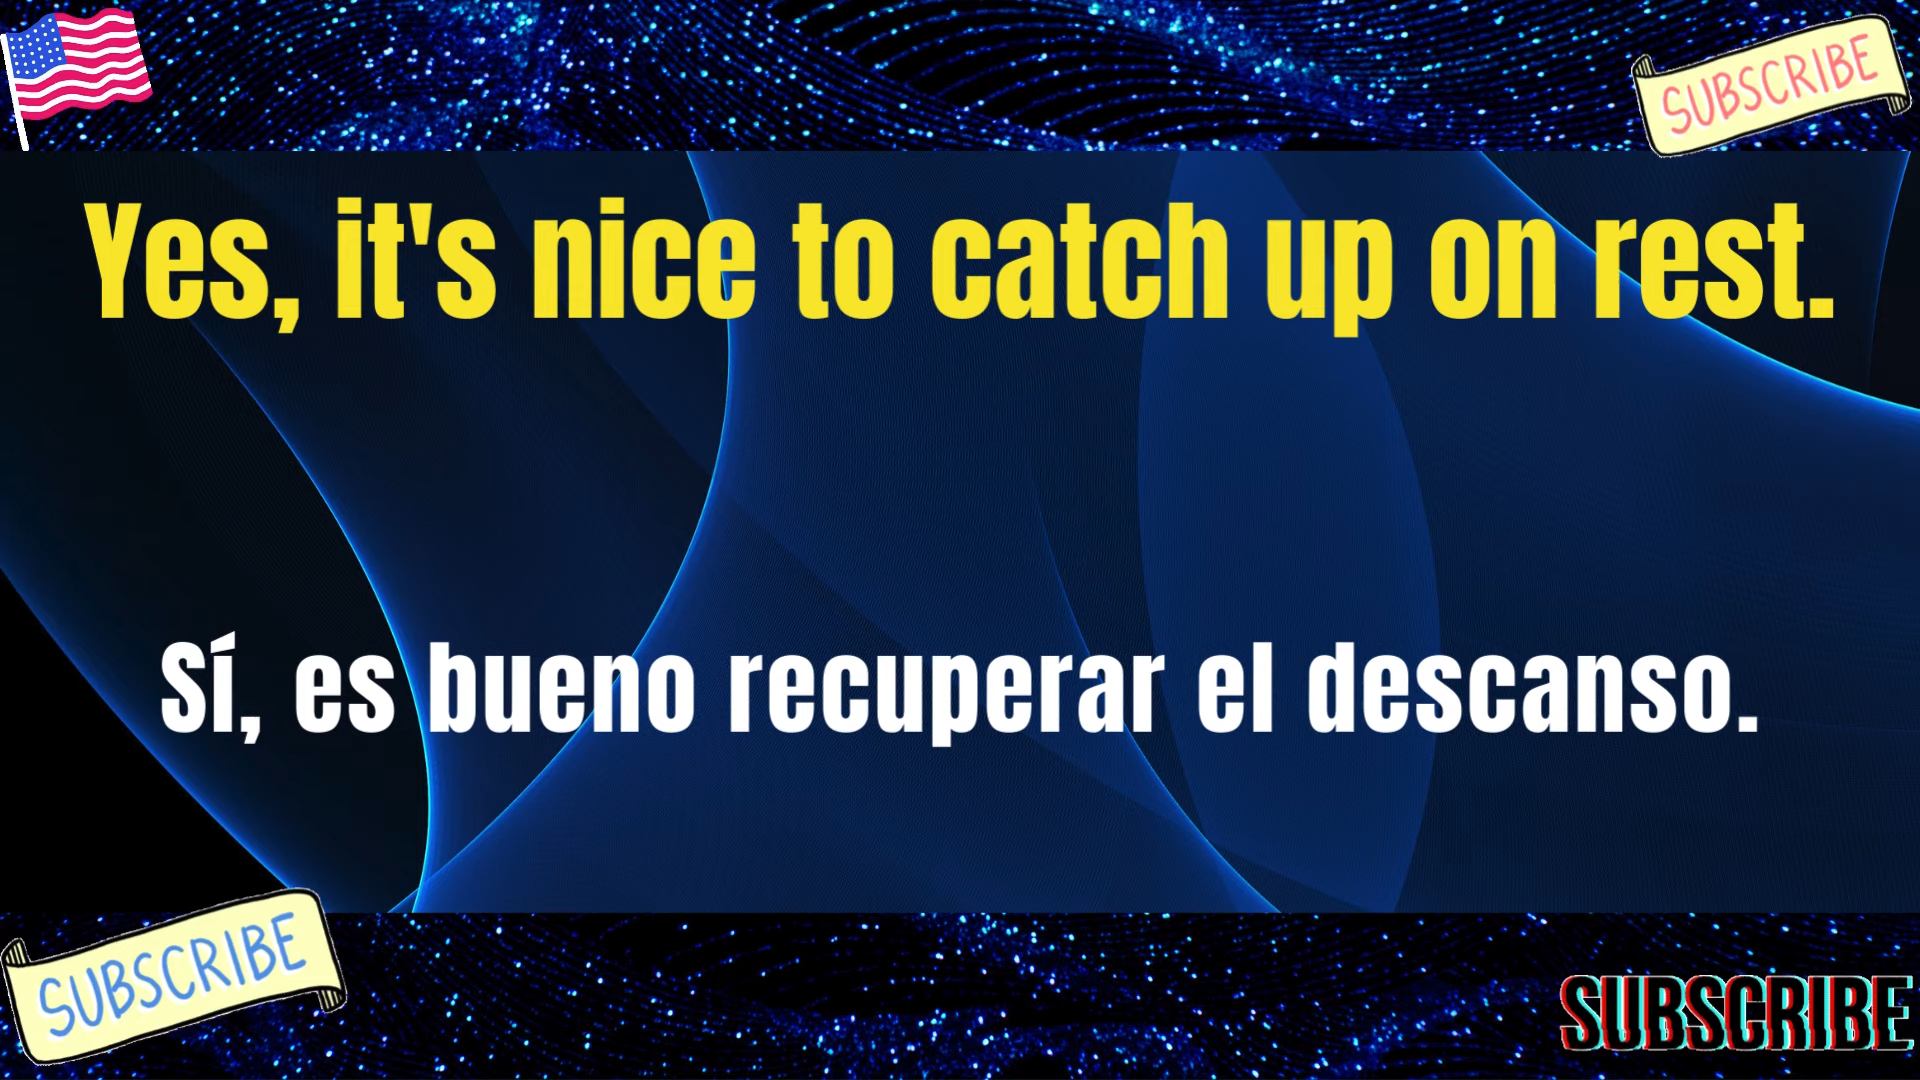 SUBSCRIBE
Yes, it's nice to catch up on rest.
Sí, es bueno recuperar el descanso.
SUBSCRIBE
SUBSCRIBE